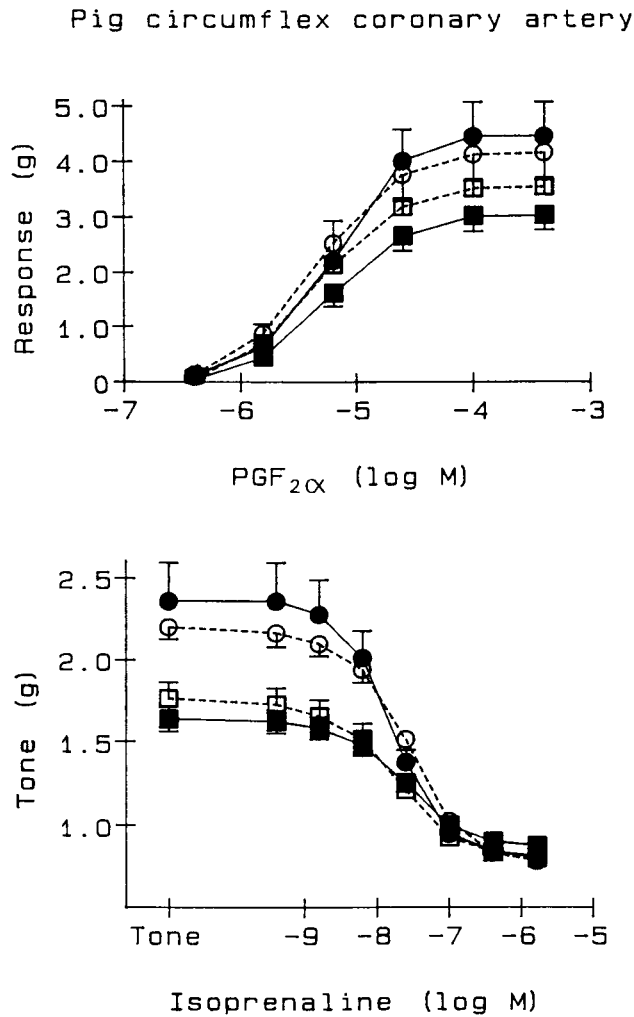 Pig circumflex coronary artery
5.0
4.0
3.0
2.0
1.0
0
Response (g)
-7 -6 -5 -4 -3
PGF2α (log M)
2.5
2.0
1.5
1.0
Tone (g)
Tone -9 -8 -7 -6 -5
Isoprenaline (log M)